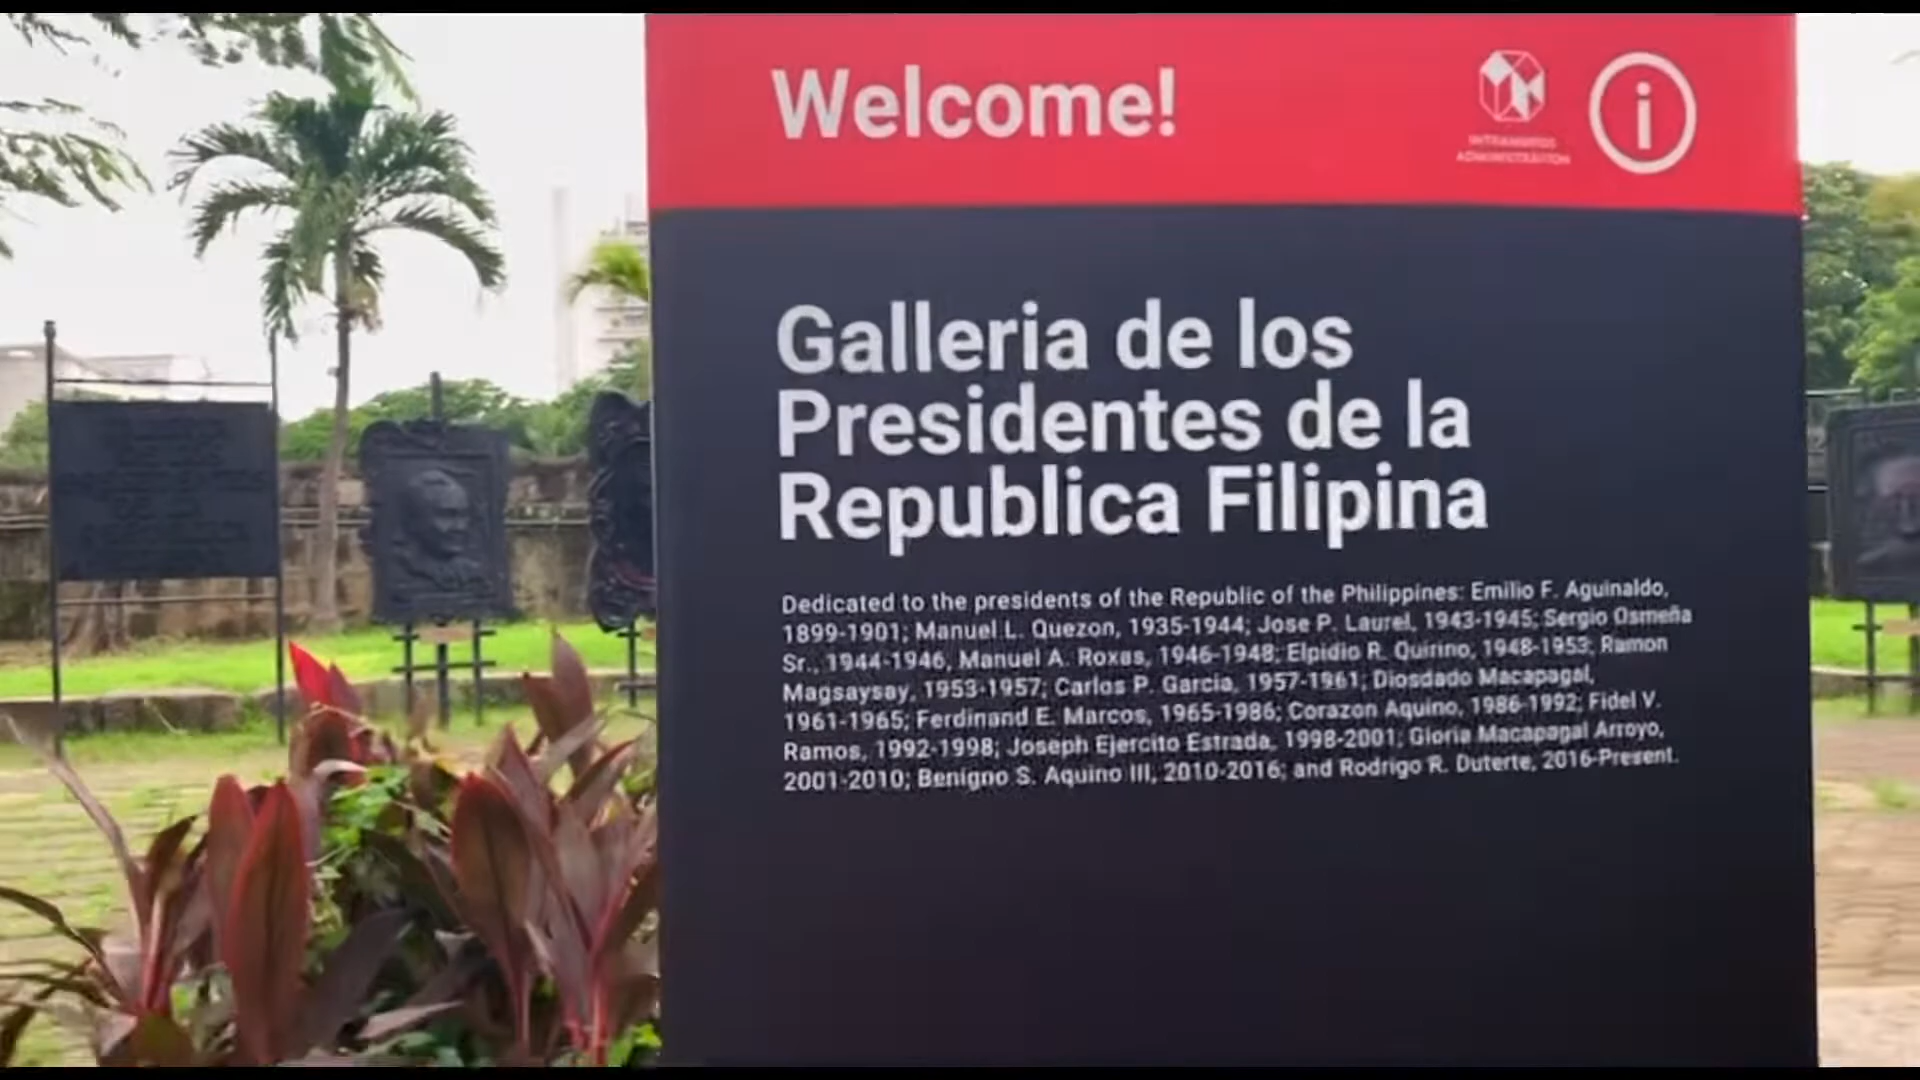 Welcome!
i
INTRAMUROS
ADMINISTRATION
Galleria de los
Presidentes de la
Republica Filipina
Dedicated to the presidents of the Republic of the Philippines: Emilio F. Aguinaldo,
1899-1901; Manuel L. Quezon, 1935-1944; Jose P. Laurel, 1943-1945; Sergio Osmeña
Sr., 1944-1946, Manuel A. Roxas, 1946-1948; Elpidio R. Quirino, 1948-1953; Ramon
Magsaysay, 1953-1957; Carlos P. Garcia, 1957-1961; Diosdado Macapagal,
1961-1965; Ferdinand E. Marcos, 1965-1986; Corazon Aquino, 1986-1992; Fidel V.
Ramos, 1992-1998; Joseph Ejercito Estrada, 1998-2001; Gloria Macapagal Arroyo,
2001-2010; Benigno S. Aquino III, 2010-2016; and Rodrigo R. Duterte, 2016-Present.